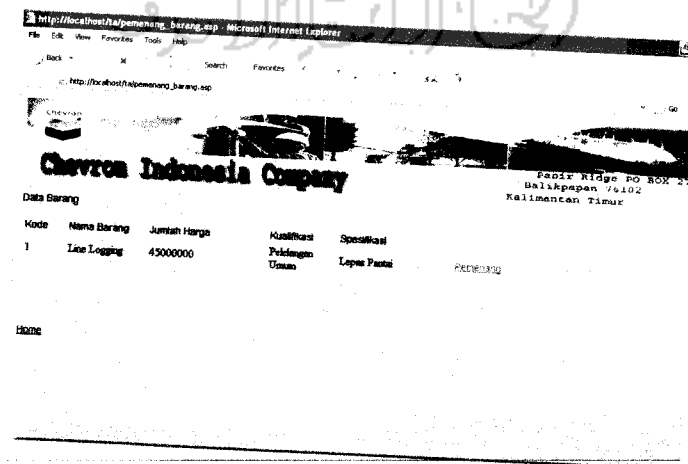 http://localhost/ta/pemenang_barang.asp - Microsoft Internet Explorer
File Edit View Favorites Tools Help
Back Search Favorites
http://localhost/ta/pemenang_barang.asp
Go
Chevron
Chevron Indonesia Company
Pasir Ridge PO BOX
Balikpapan 76102
Kalimantan Timur
Data Barang
Kode Nama Barang Jumlah Harga Kualifikasi Spesifikasi
1 Line Logging 45000000 Pelelangan Umum Lepas Pantai Pemenang
Home